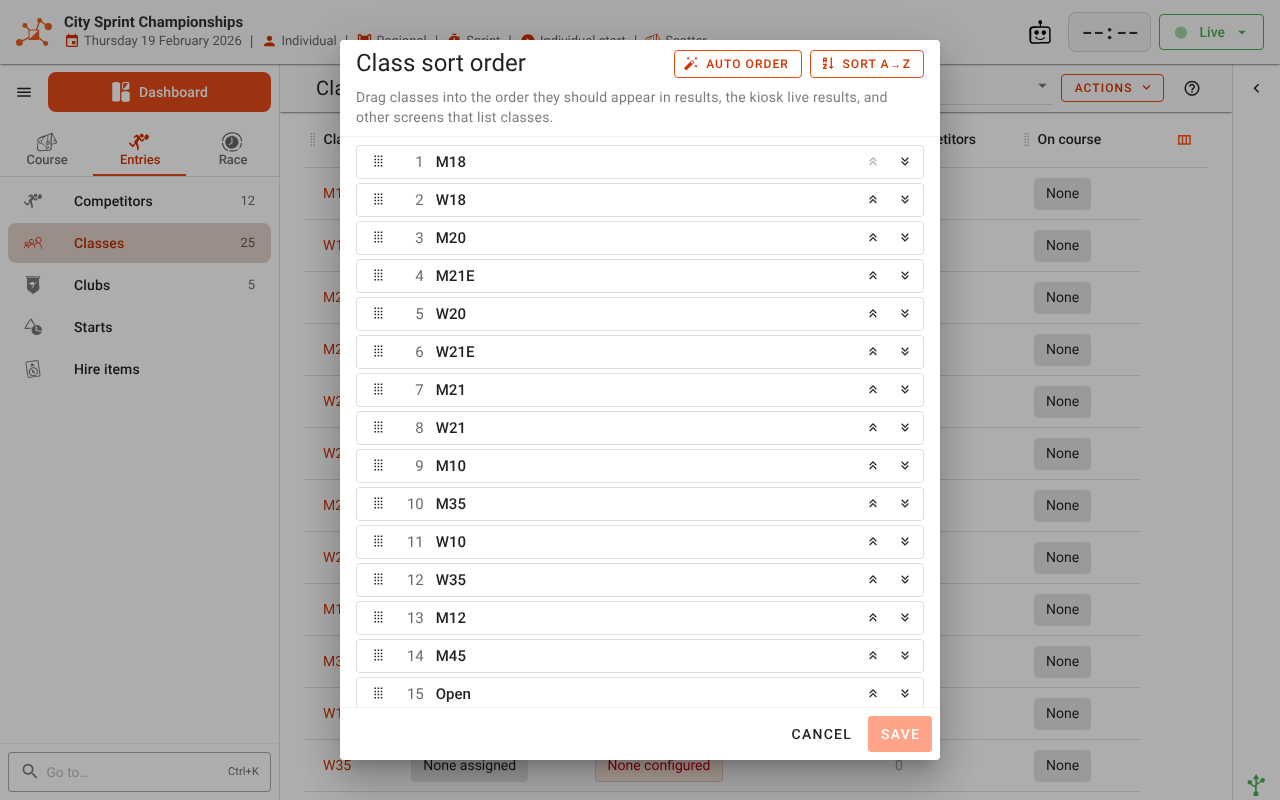 City Sprint Championships
Thursday 19 February 2026 | Individual | Regional | Sprint | Individual start | Scatter
--:--
Live
Dashboard
Course
Entries
Race
Competitors 12
Classes 25
Clubs 5
Starts
Hire items
Go to… Ctrl+K
ACTIONS
On course
None
None
None
None
None
None
None
None
None
None
None
W35 None assigned None configured 0 None
Class sort order
AUTO ORDER
SORT A→Z
Drag classes into the order they should appear in results, the kiosk live results, and
other screens that list classes.
1 M18
2 W18
3 M20
4 M21E
5 W20
6 W21E
7 M21
8 W21
9 M10
10 M35
11 W10
12 W35
13 M12
14 M45
15 Open
CANCEL
SAVE